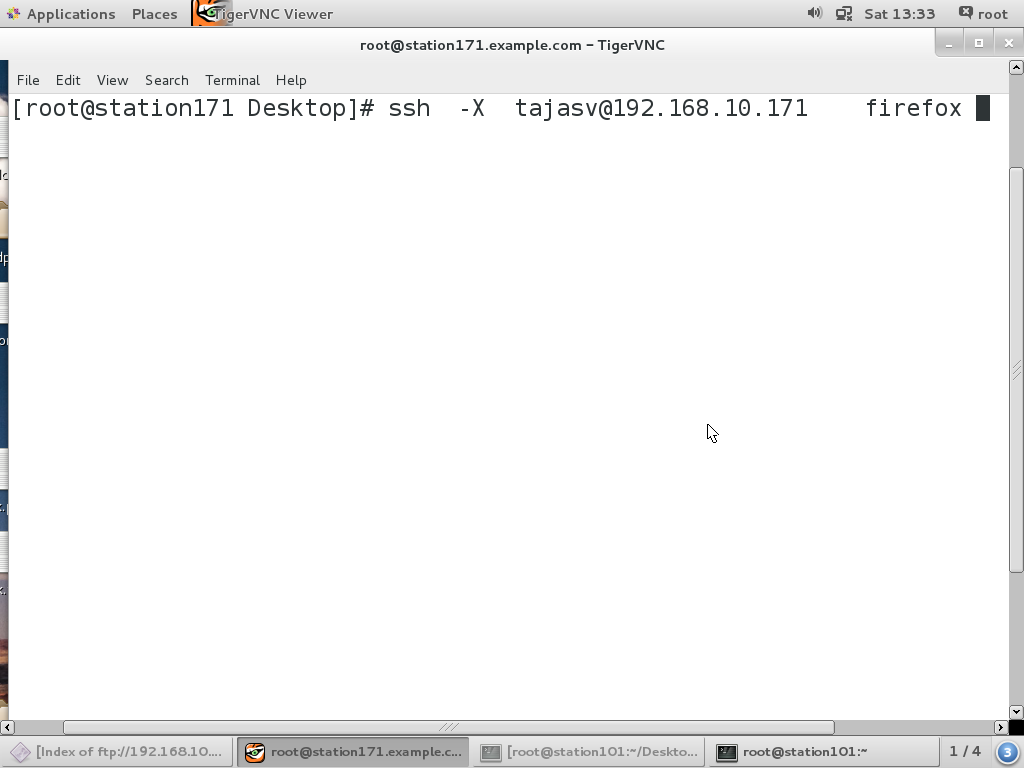 Applications Places TigerVNC Viewer Sat 13:33 root
root@station171.example.com - TigerVNC
File Edit View Search Terminal Help
[root@station171 Desktop]# ssh -X tajasv@192.168.10.171 firefox
[Index of ftp://192.168.10.... root@station171.example.c... [root@station101:~/Deskto... root@station101:~ 1 / 4 3